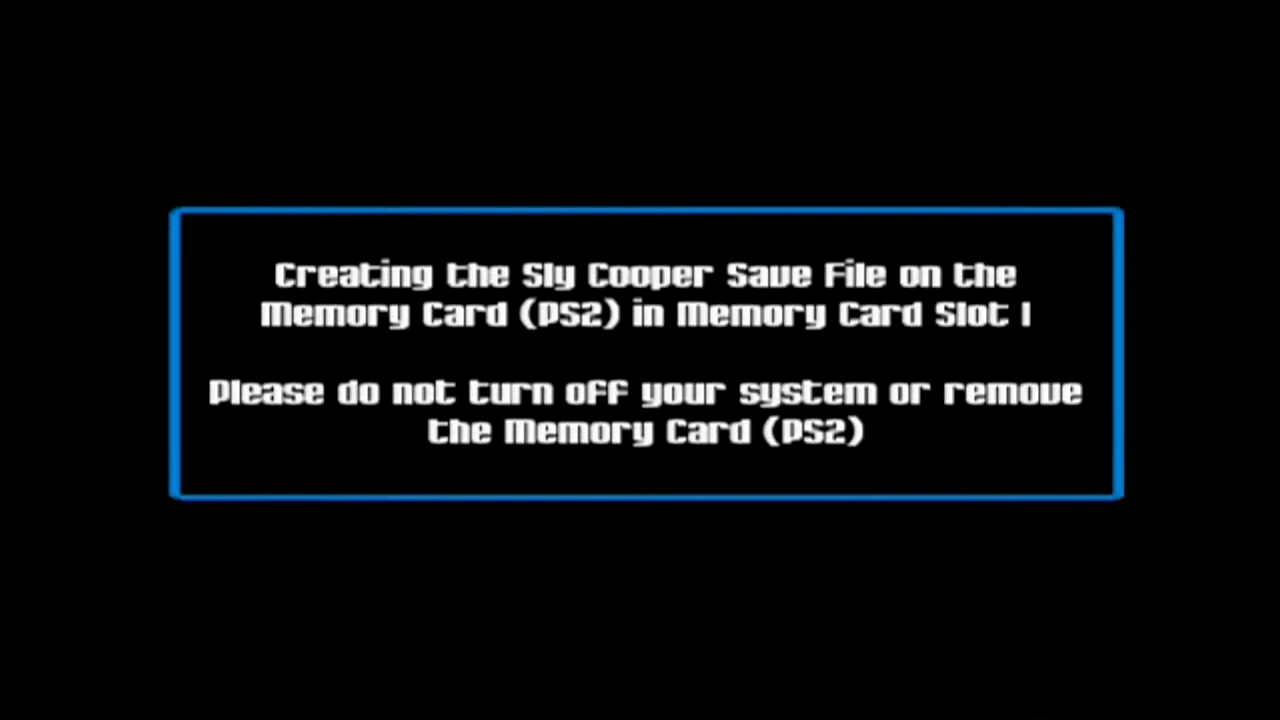 Creating the Sly Cooper Save File on the
Memory Card (PS2) in Memory Card Slot 1
Please do not turn off your system or remove
the Memory Card (PS2)